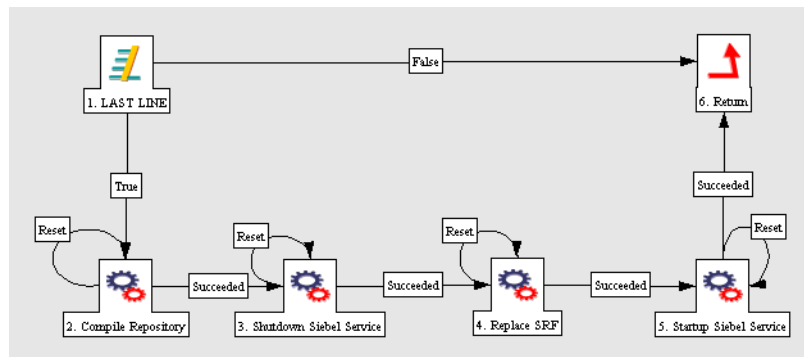 False
1. LAST LINE
6. Return
True
Succeeded
Reset
Reset
Reset
Reset
Succeeded
Succeeded
Succeeded
2. Compile Repository
3. Shutdown Siebel Service
4. Replace SRF
5. Startup Siebel Service